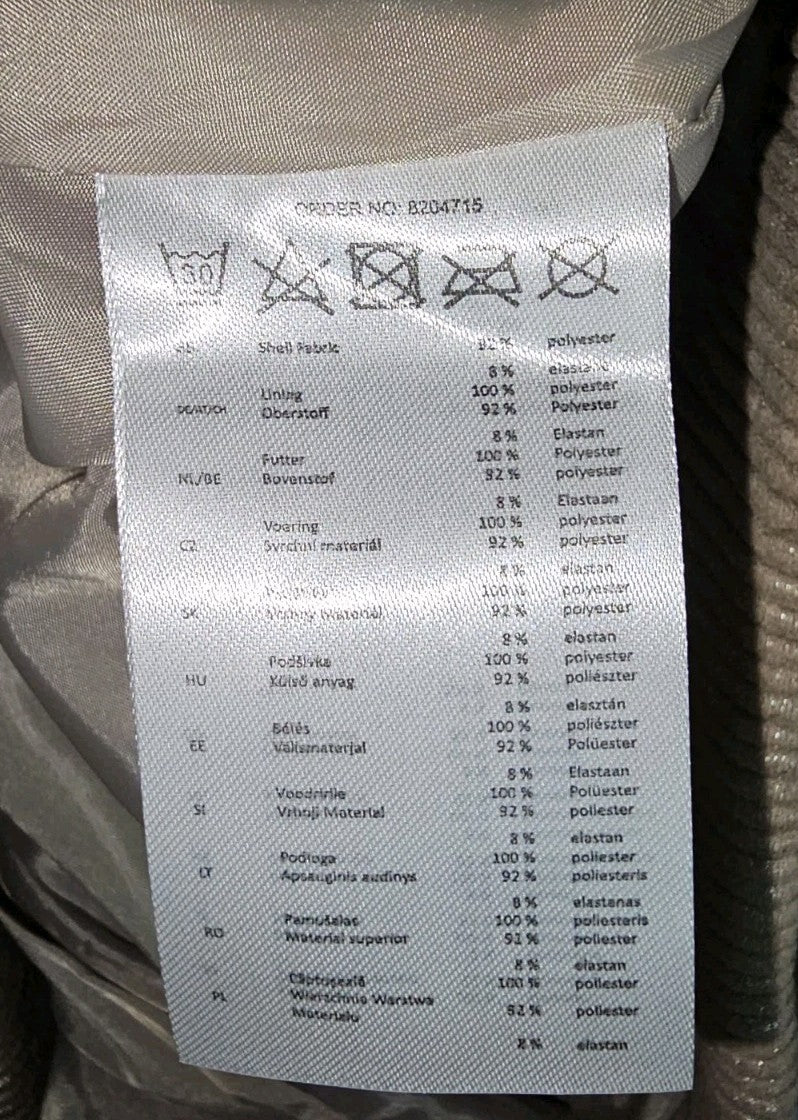 ORDER NO: 8204715
30
Shell Fabric 92 % polyester
8 % elastane
Lining 100 % polyester
DE/AT/CH Oberstoff 92 % Polyester
8 % Elastan
Futter 100 % Polyester
NL/BE Bovenstof 92 % polyester
8 % Elastaan
Voering 100 % polyester
CZ Svrchní materiál 92 % polyester
8 % elastan
100 % polyester
SK materiál 92 % polyester
8 % elastan
Podšívka 100 % polyester
HU Külső anyag 92 % poliészter
8 % elasztán
Bélés 100 % poliészter
EE Välismaterjal 92 % Polüester
8 % Elastaan
Voodririie 100 % Polüester
SI Vrhnji Material 92 % poliester
8 % elastan
Podloga 100 % poliester
LT Apsauginis audinys 92 % poliesteris
8 % elastanas
Pamušalas 100 % poliesteris
RO Material superior 92 % poliester
8 % elastan
Căptușeală 100 % poliester
PL Wierzchnia Warstwa
Materiału 92 % poliester
8 % elastan